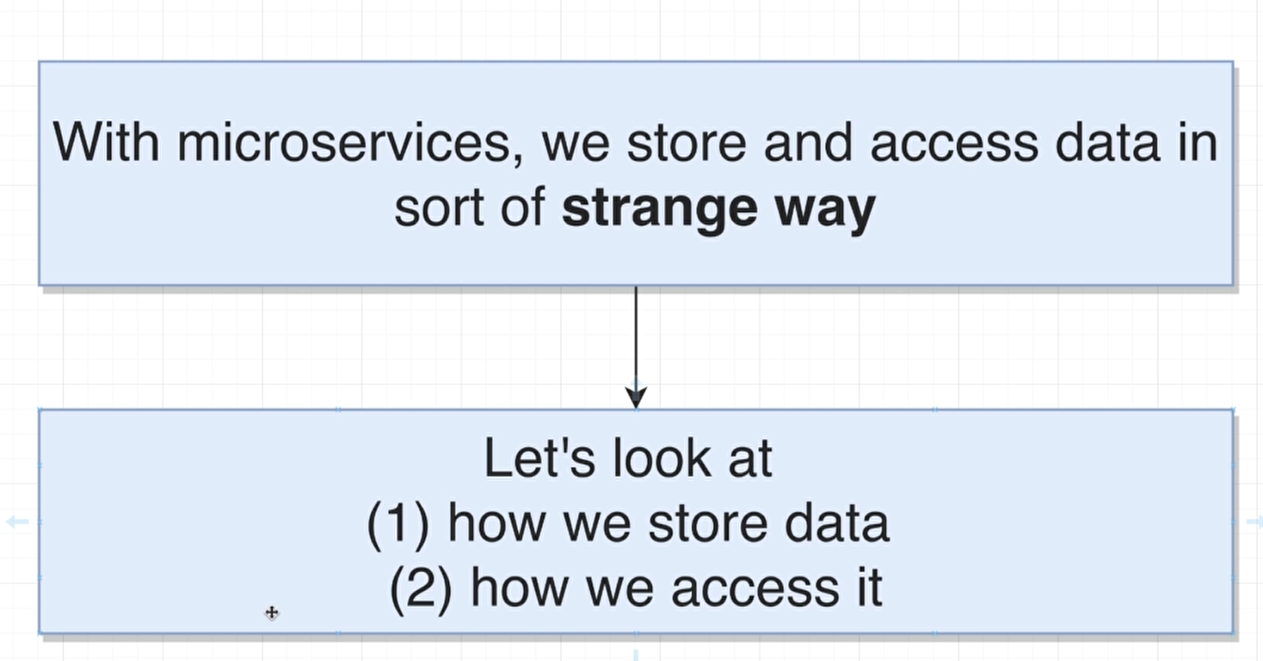 With microservices, we store and access data in
sort of strange way
Let's look at
(1) how we store data
(2) how we access it